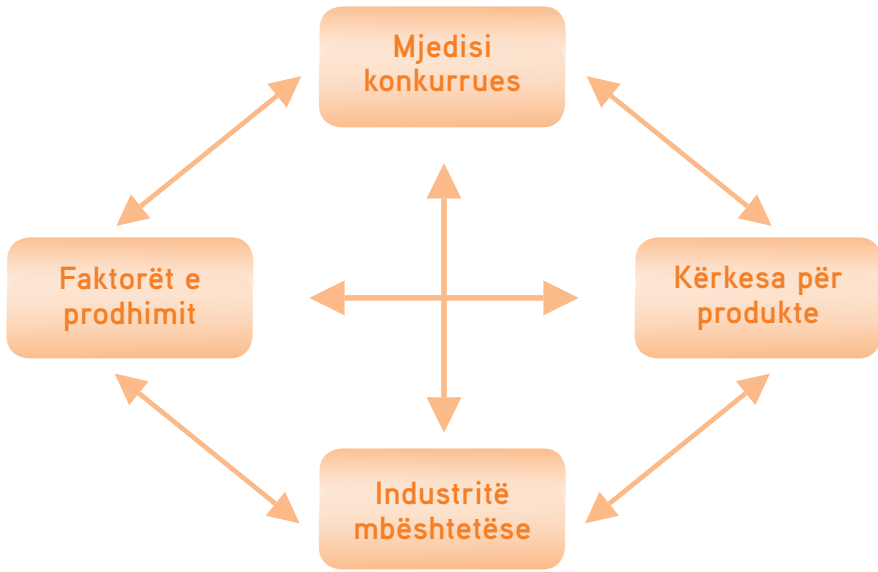 Mjedisi
konkurrues
Faktorët e
prodhimit
Kërkesa për
produkte
Industritë
mbështetëse